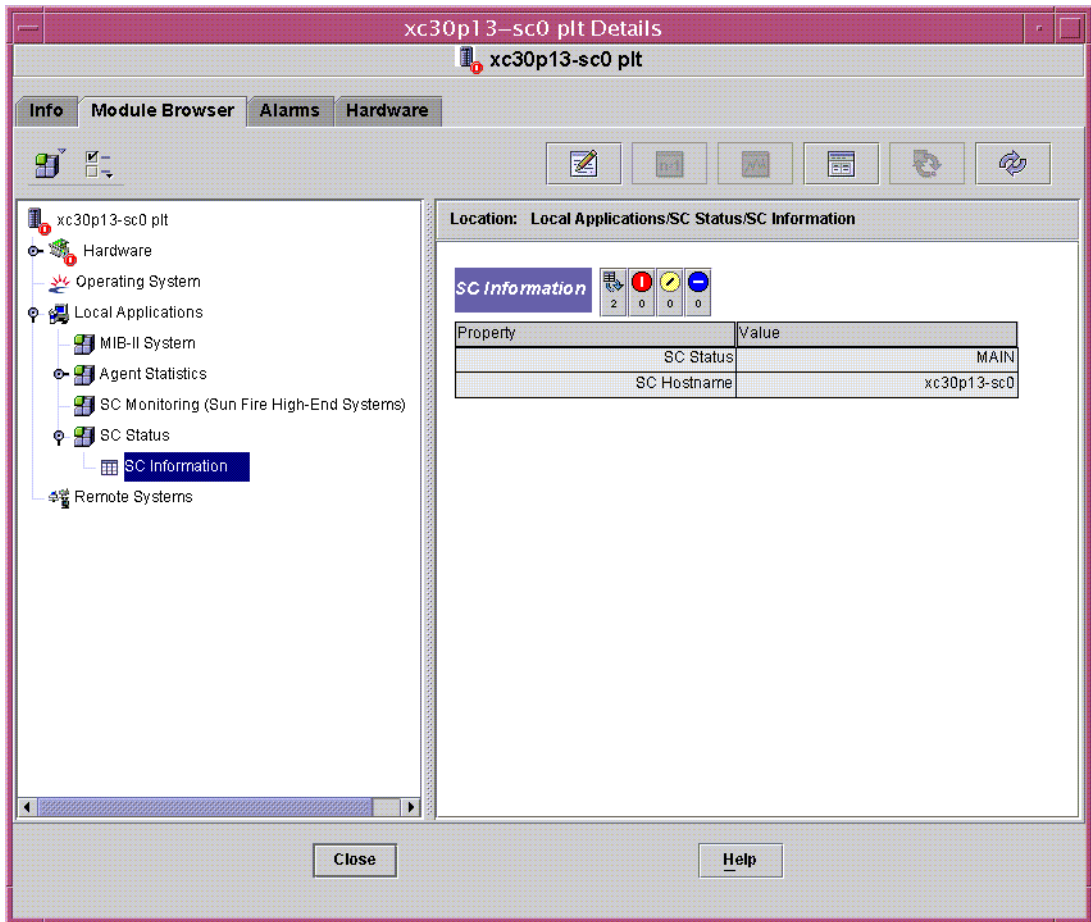 xc30p13–sc0 plt Details
xc30p13-sc0 plt
Info Module Browser Alarms Hardware
xc30p13-sc0 plt
Hardware
Operating System
Local Applications
MIB-II System
Agent Statistics
SC Monitoring (Sun Fire High-End Systems)
SC Status
SC Information
Remote Systems
Location: Local Applications/SC Status/SC Information
SC Information 2 0 0 0
Property Value
SC Status MAIN
SC Hostname xc30p13-sc0
Close Help